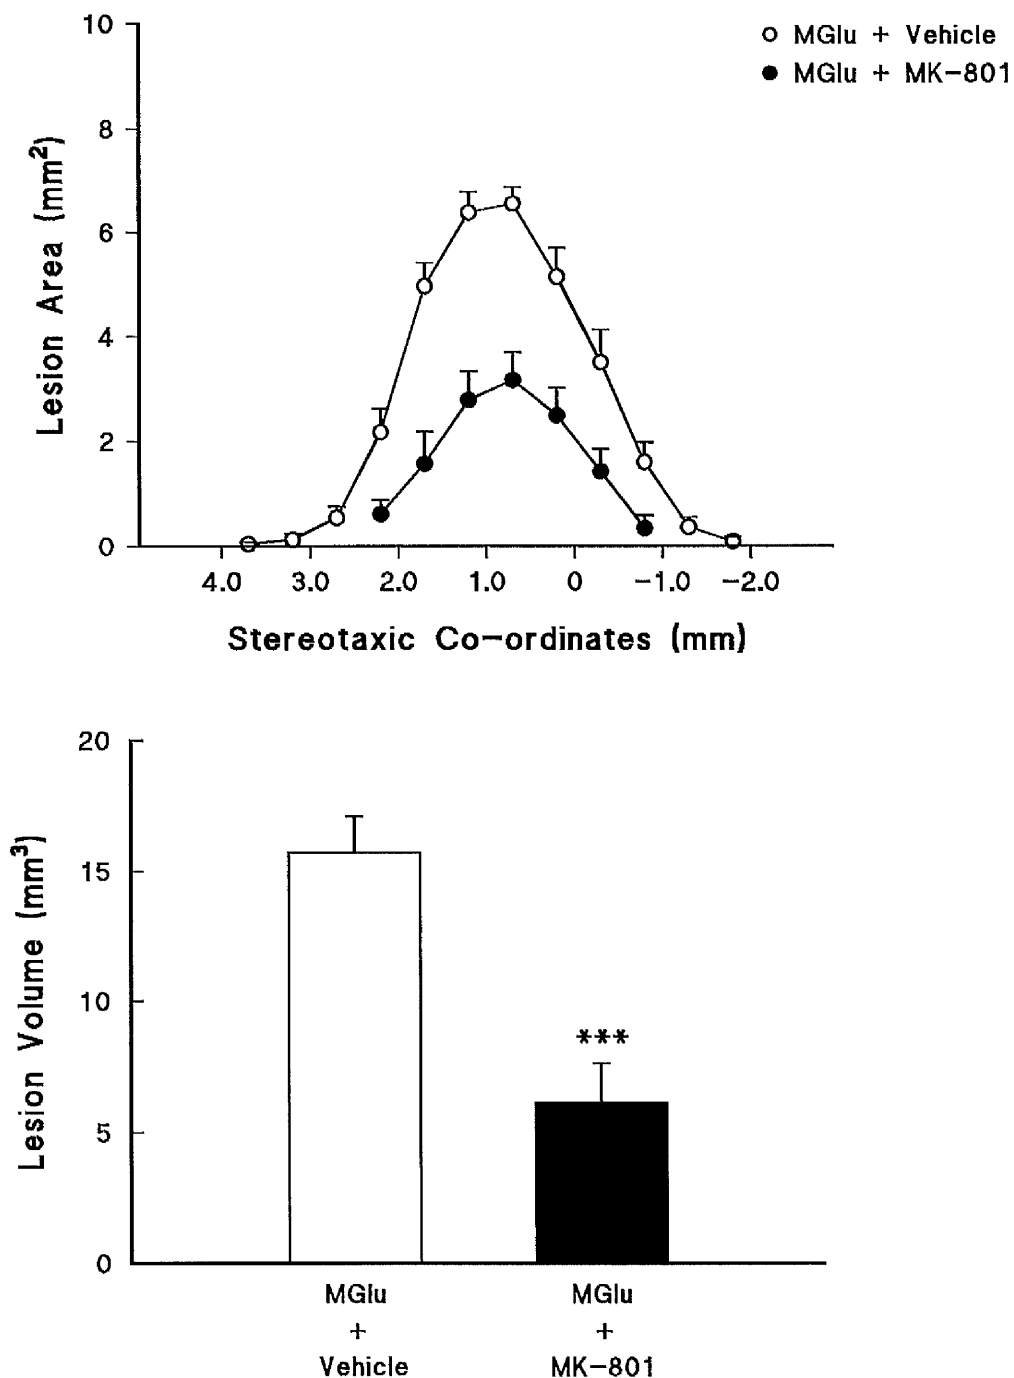 10
MGlu + Vehicle
MGlu + MK-801
8
6
4
2
0
Lesion Area (mm²)
4.0 3.0 2.0 1.0 0 -1.0 -2.0
Stereotaxic Co-ordinates (mm)
20
15
10
5
0
Lesion Volume (mm³)
***
MGlu MGlu
+ +
Vehicle MK-801